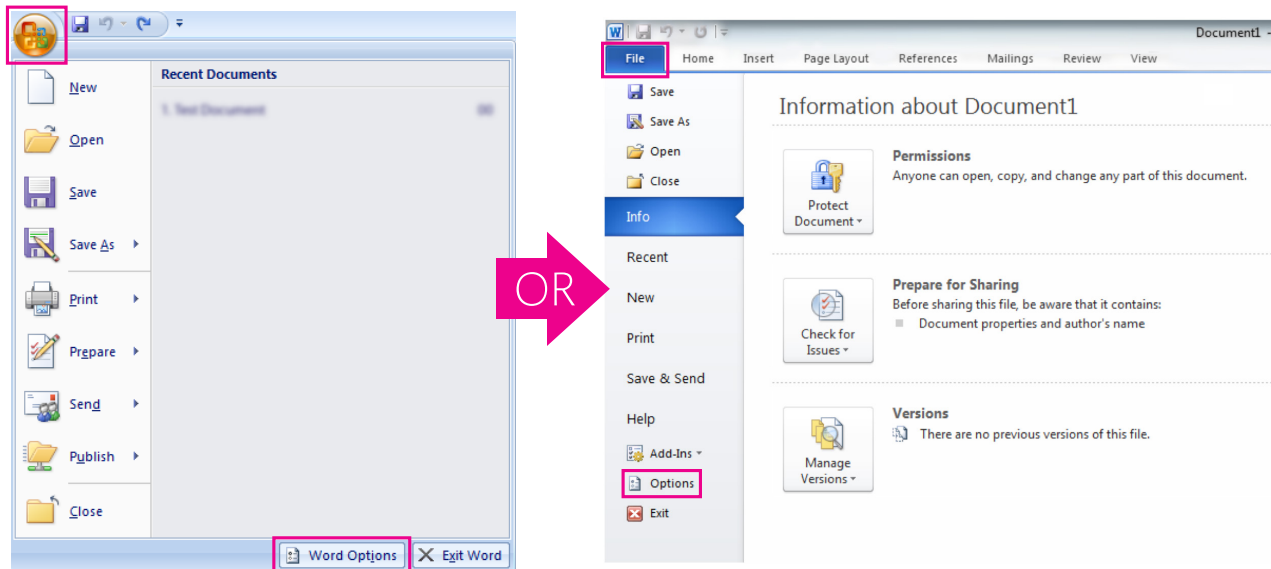 Recent Documents
New
1. Test Document
Open
Save
Save As
Print
Prepare
Send
Publish
Close
Word Options
Exit Word
OR
W
Document1 -
File
Home
Insert
Page Layout
References
Mailings
Review
View
Save
Save As
Open
Close
Info
Recent
New
Print
Save & Send
Help
Add-Ins
Options
Exit
Information about Document1
Protect
Document
Permissions
Anyone can open, copy, and change any part of this document.
Check for
Issues
Prepare for Sharing
Before sharing this file, be aware that it contains:
Document properties and author's name
Manage
Versions
Versions
There are no previous versions of this file.